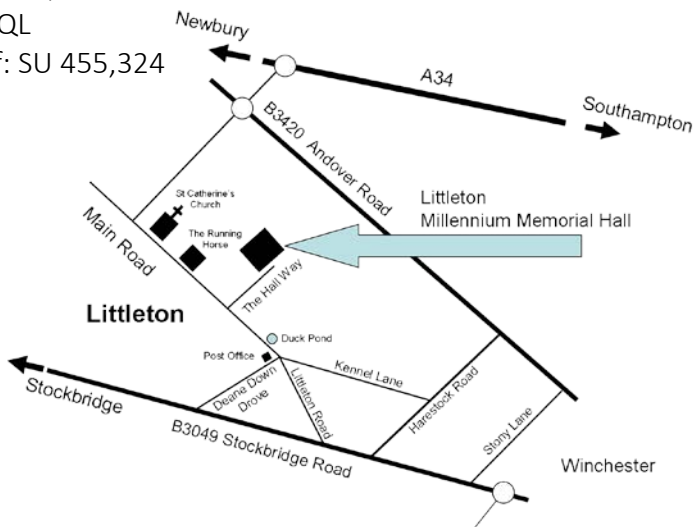 QL
: SU 455,324
Newbury
A34
Southampton
B3420 Andover Road
St Catherine's
Church
Littleton
Millennium Memorial Hall
The Running
Horse
Main Road
The Hall Way
Littleton
Duck Pond
Post Office
Kennel Lane
Deane Down
Drove
Littleton Road
Harestock Road
Stony Lane
Stockbridge
B3049 Stockbridge Road
Winchester